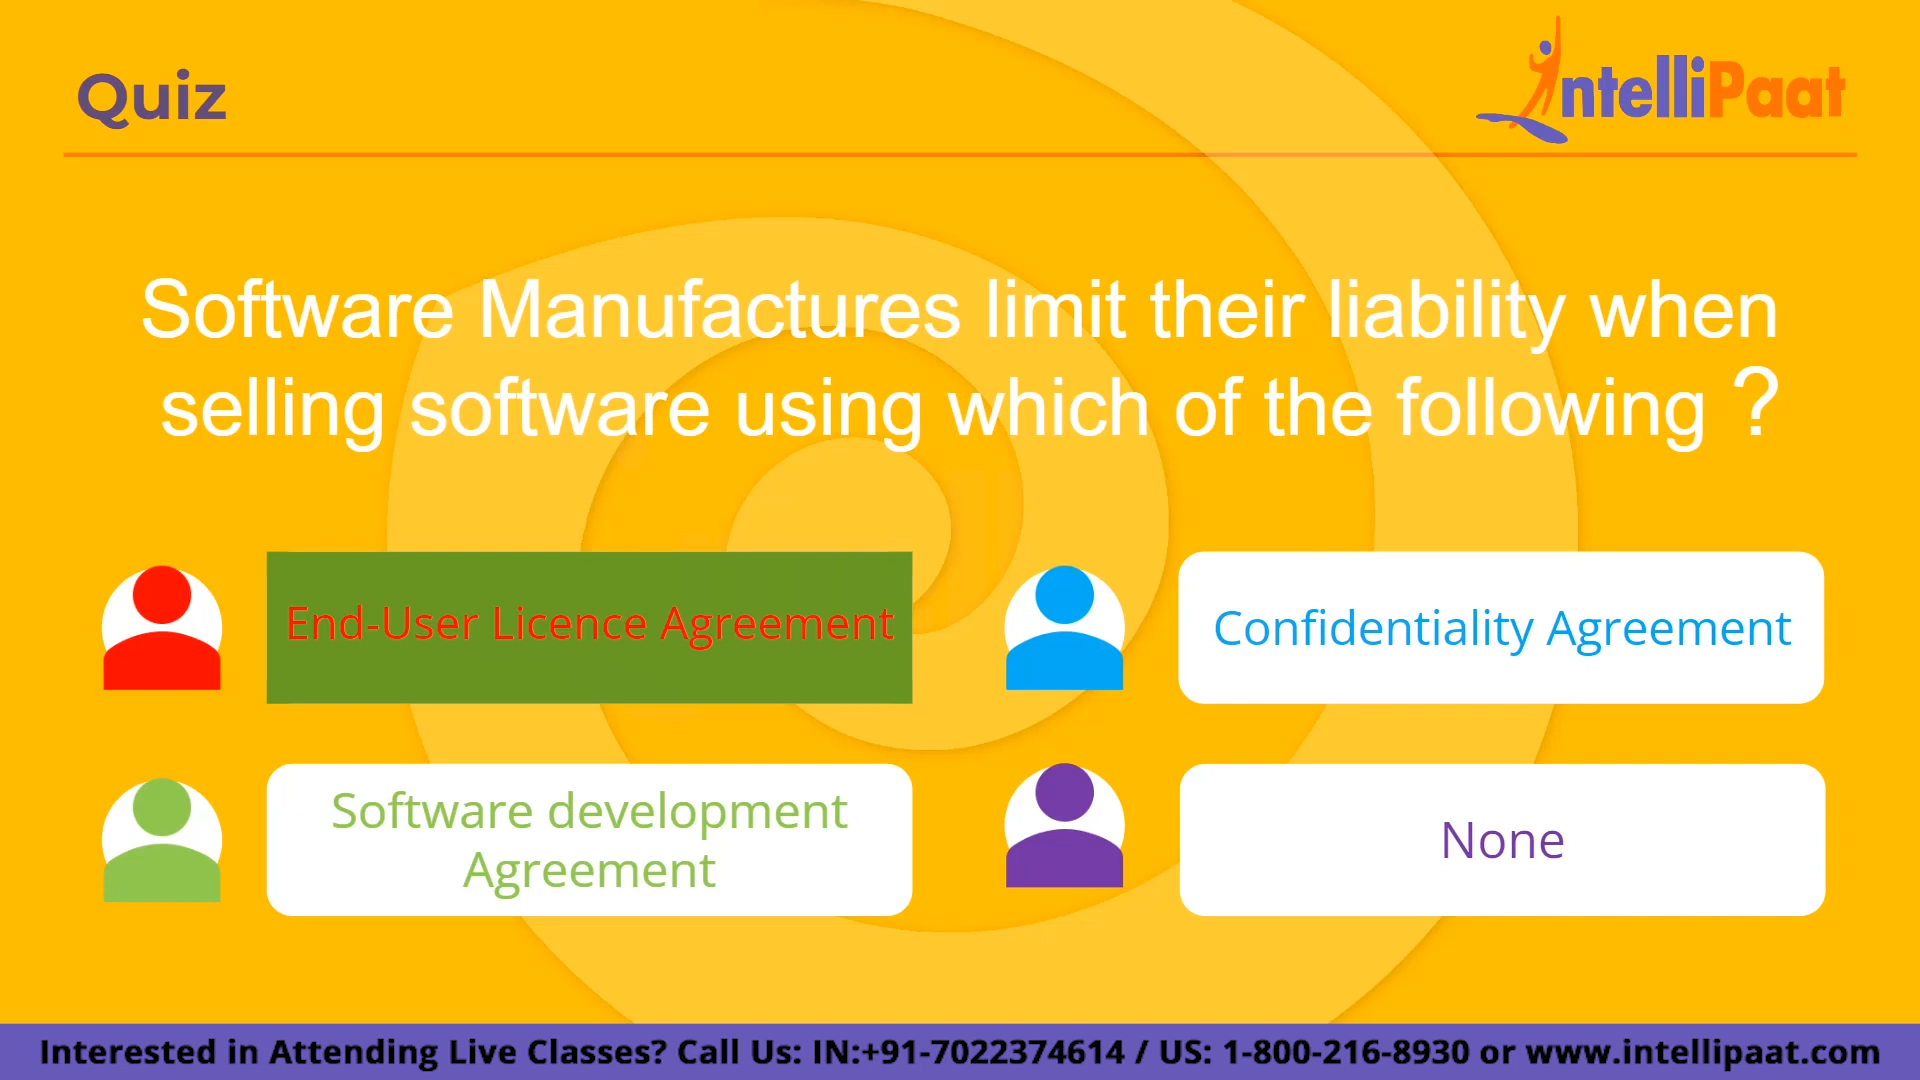 Quiz
IntelliPaat
Software Manufactures limit their liability when
selling software using which of the following ?
End-User Licence Agreement
Confidentiality Agreement
Software development
Agreement
None
Interested in Attending Live Classes? Call Us: IN:+91-7022374614 / US: 1-800-216-8930 or www.intellipaat.com